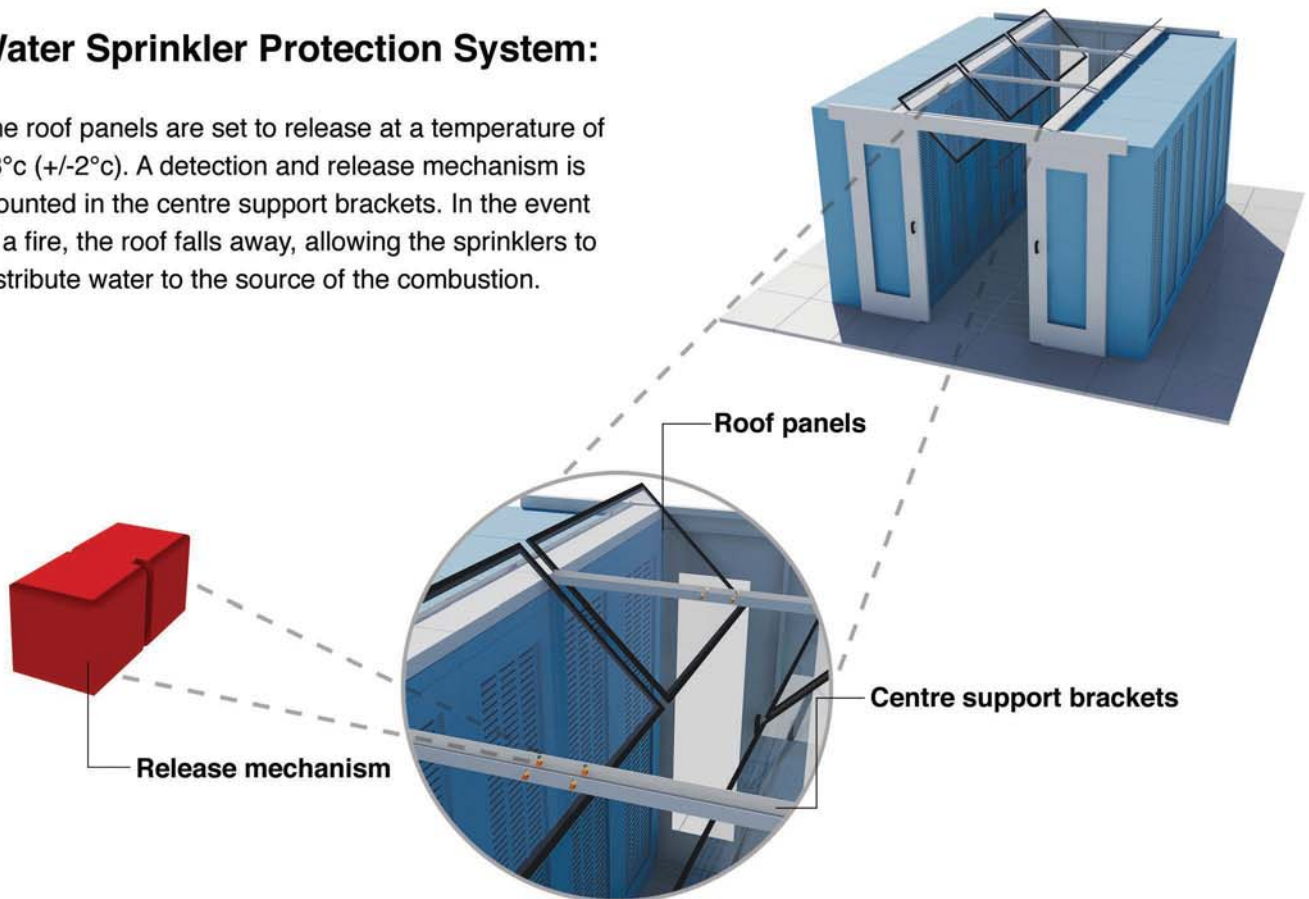 Water Sprinkler Protection System:
he roof panels are set to release at a temperature of
(+/-2°c). A detection and release mechanism is
ounted in the centre support brackets. In the event
a fire, the roof falls away, allowing the sprinklers to
stribute water to the source of the combustion.
Roof panels
Centre support brackets
Release mechanism